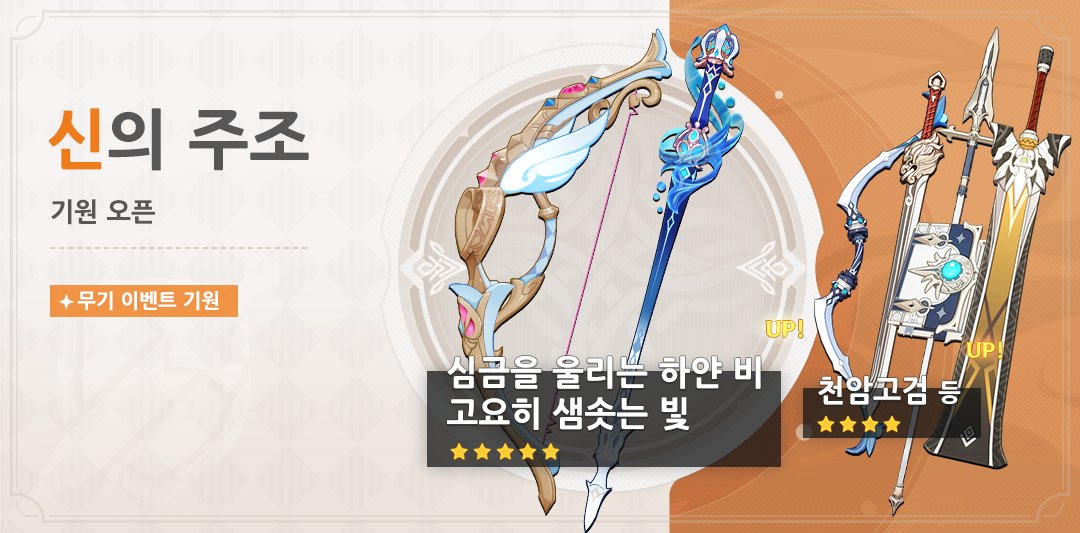 신의 주조
기원 오픈
무기 이벤트 기원
심금을 울리는 하얀 비
고요히 샘솟는 빛
UP!
천암고검 등
UP!